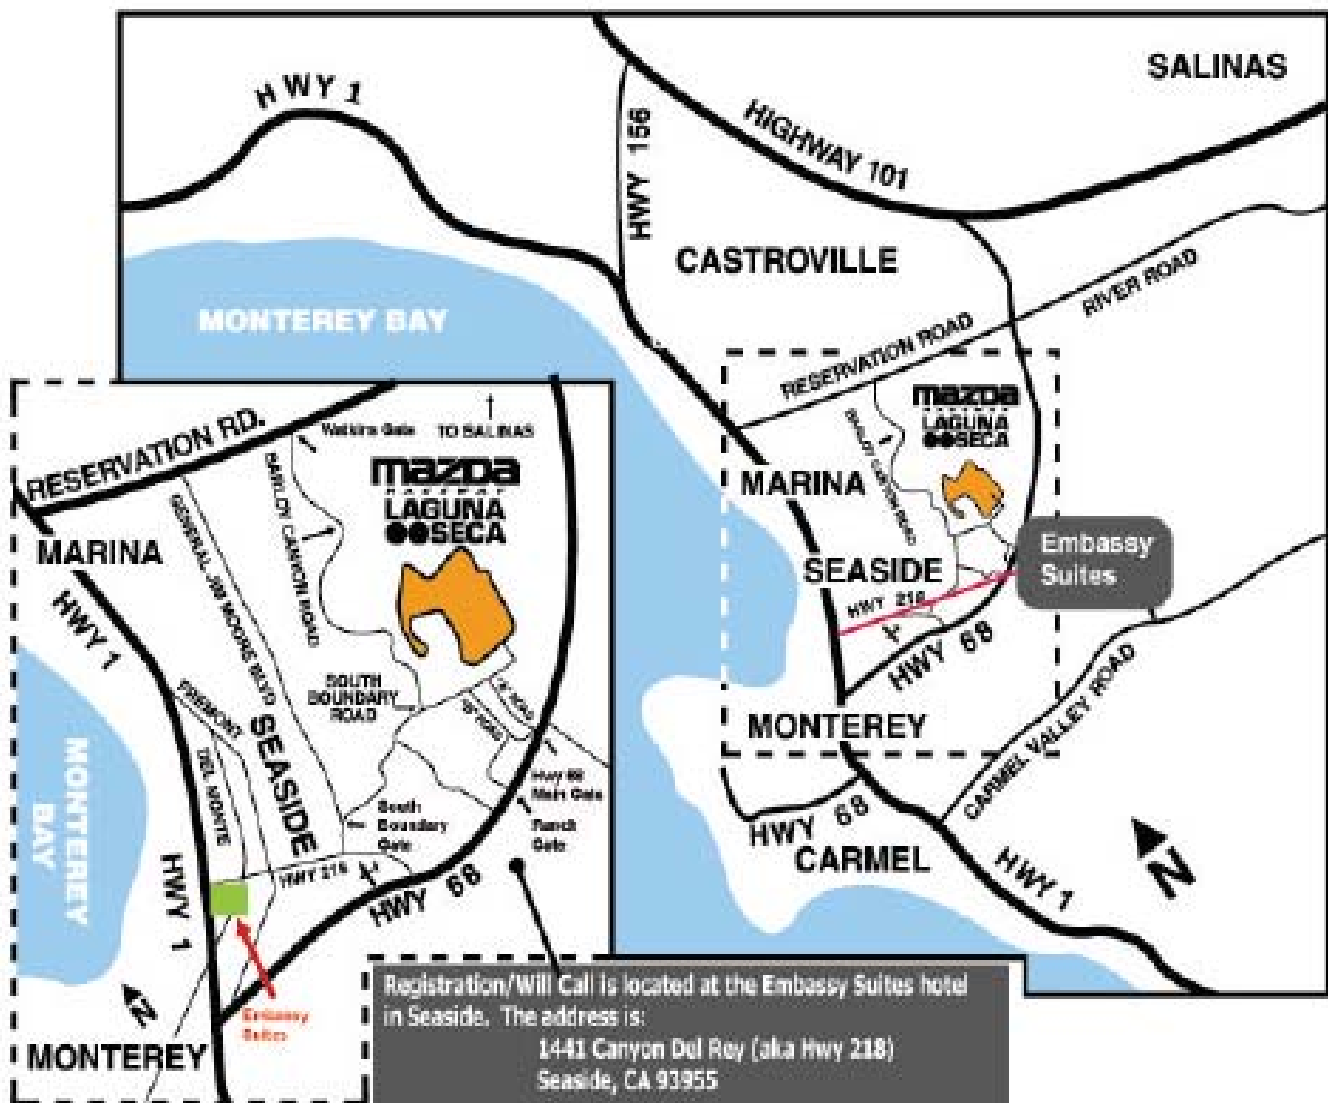 SALINAS
HWY 1
HWY 156
HIGHWAY 101
CASTROVILLE
RIVER ROAD
MONTEREY BAY
RESERVATION ROAD
mazda
LAGUNA
SECA
MARINA
SEASIDE
HWY 218
Embassy
Suites
HWY 68
MONTEREY
CARMEL VALLEY ROAD
HWY 68
CARMEL
HWY 1
N
RESERVATION RD.
Watkins Gate
TO SALINAS
mazda
RACEWAY
LAGUNA
SECA
BARLOY CANYON ROAD
GENERAL JIM MOORE BLVD
MARINA
HWY 1
SOUTH
BOUNDARY
ROAD
FREMONT
DEL MONTE
SEASIDE
MONTEREY
BAY
Hwy 68
Main Gate
South
Boundary
Gate
Gate
HWY 218
HWY 68
HWY 1
N
Embassy
Suites
MONTEREY
Registration/Will Call is located at the Embassy Suites hotel
in Seaside. The address is:
1441 Canyon Del Rey (aka Hwy 218)
Seaside, CA 93955